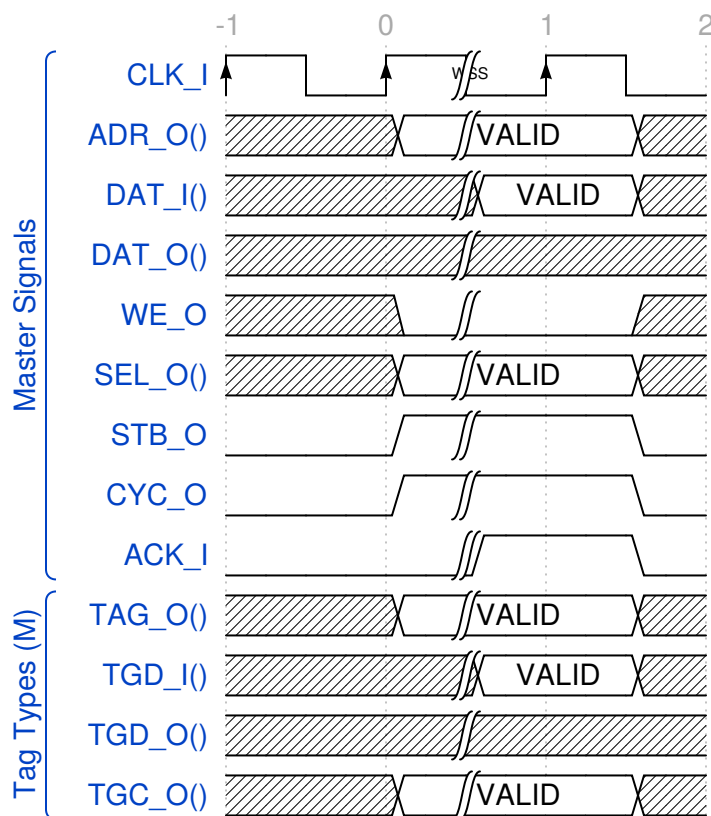 -1 0 1 2
CLK_I WSS
ADR_O() VALID
DAT_I() VALID
DAT_O()
WE_O
SEL_O() VALID
STB_O
CYC_O
ACK_I
Master Signals
TAG_O() VALID
TGD_I() VALID
TGD_O()
TGC_O() VALID
Tag Types (M)